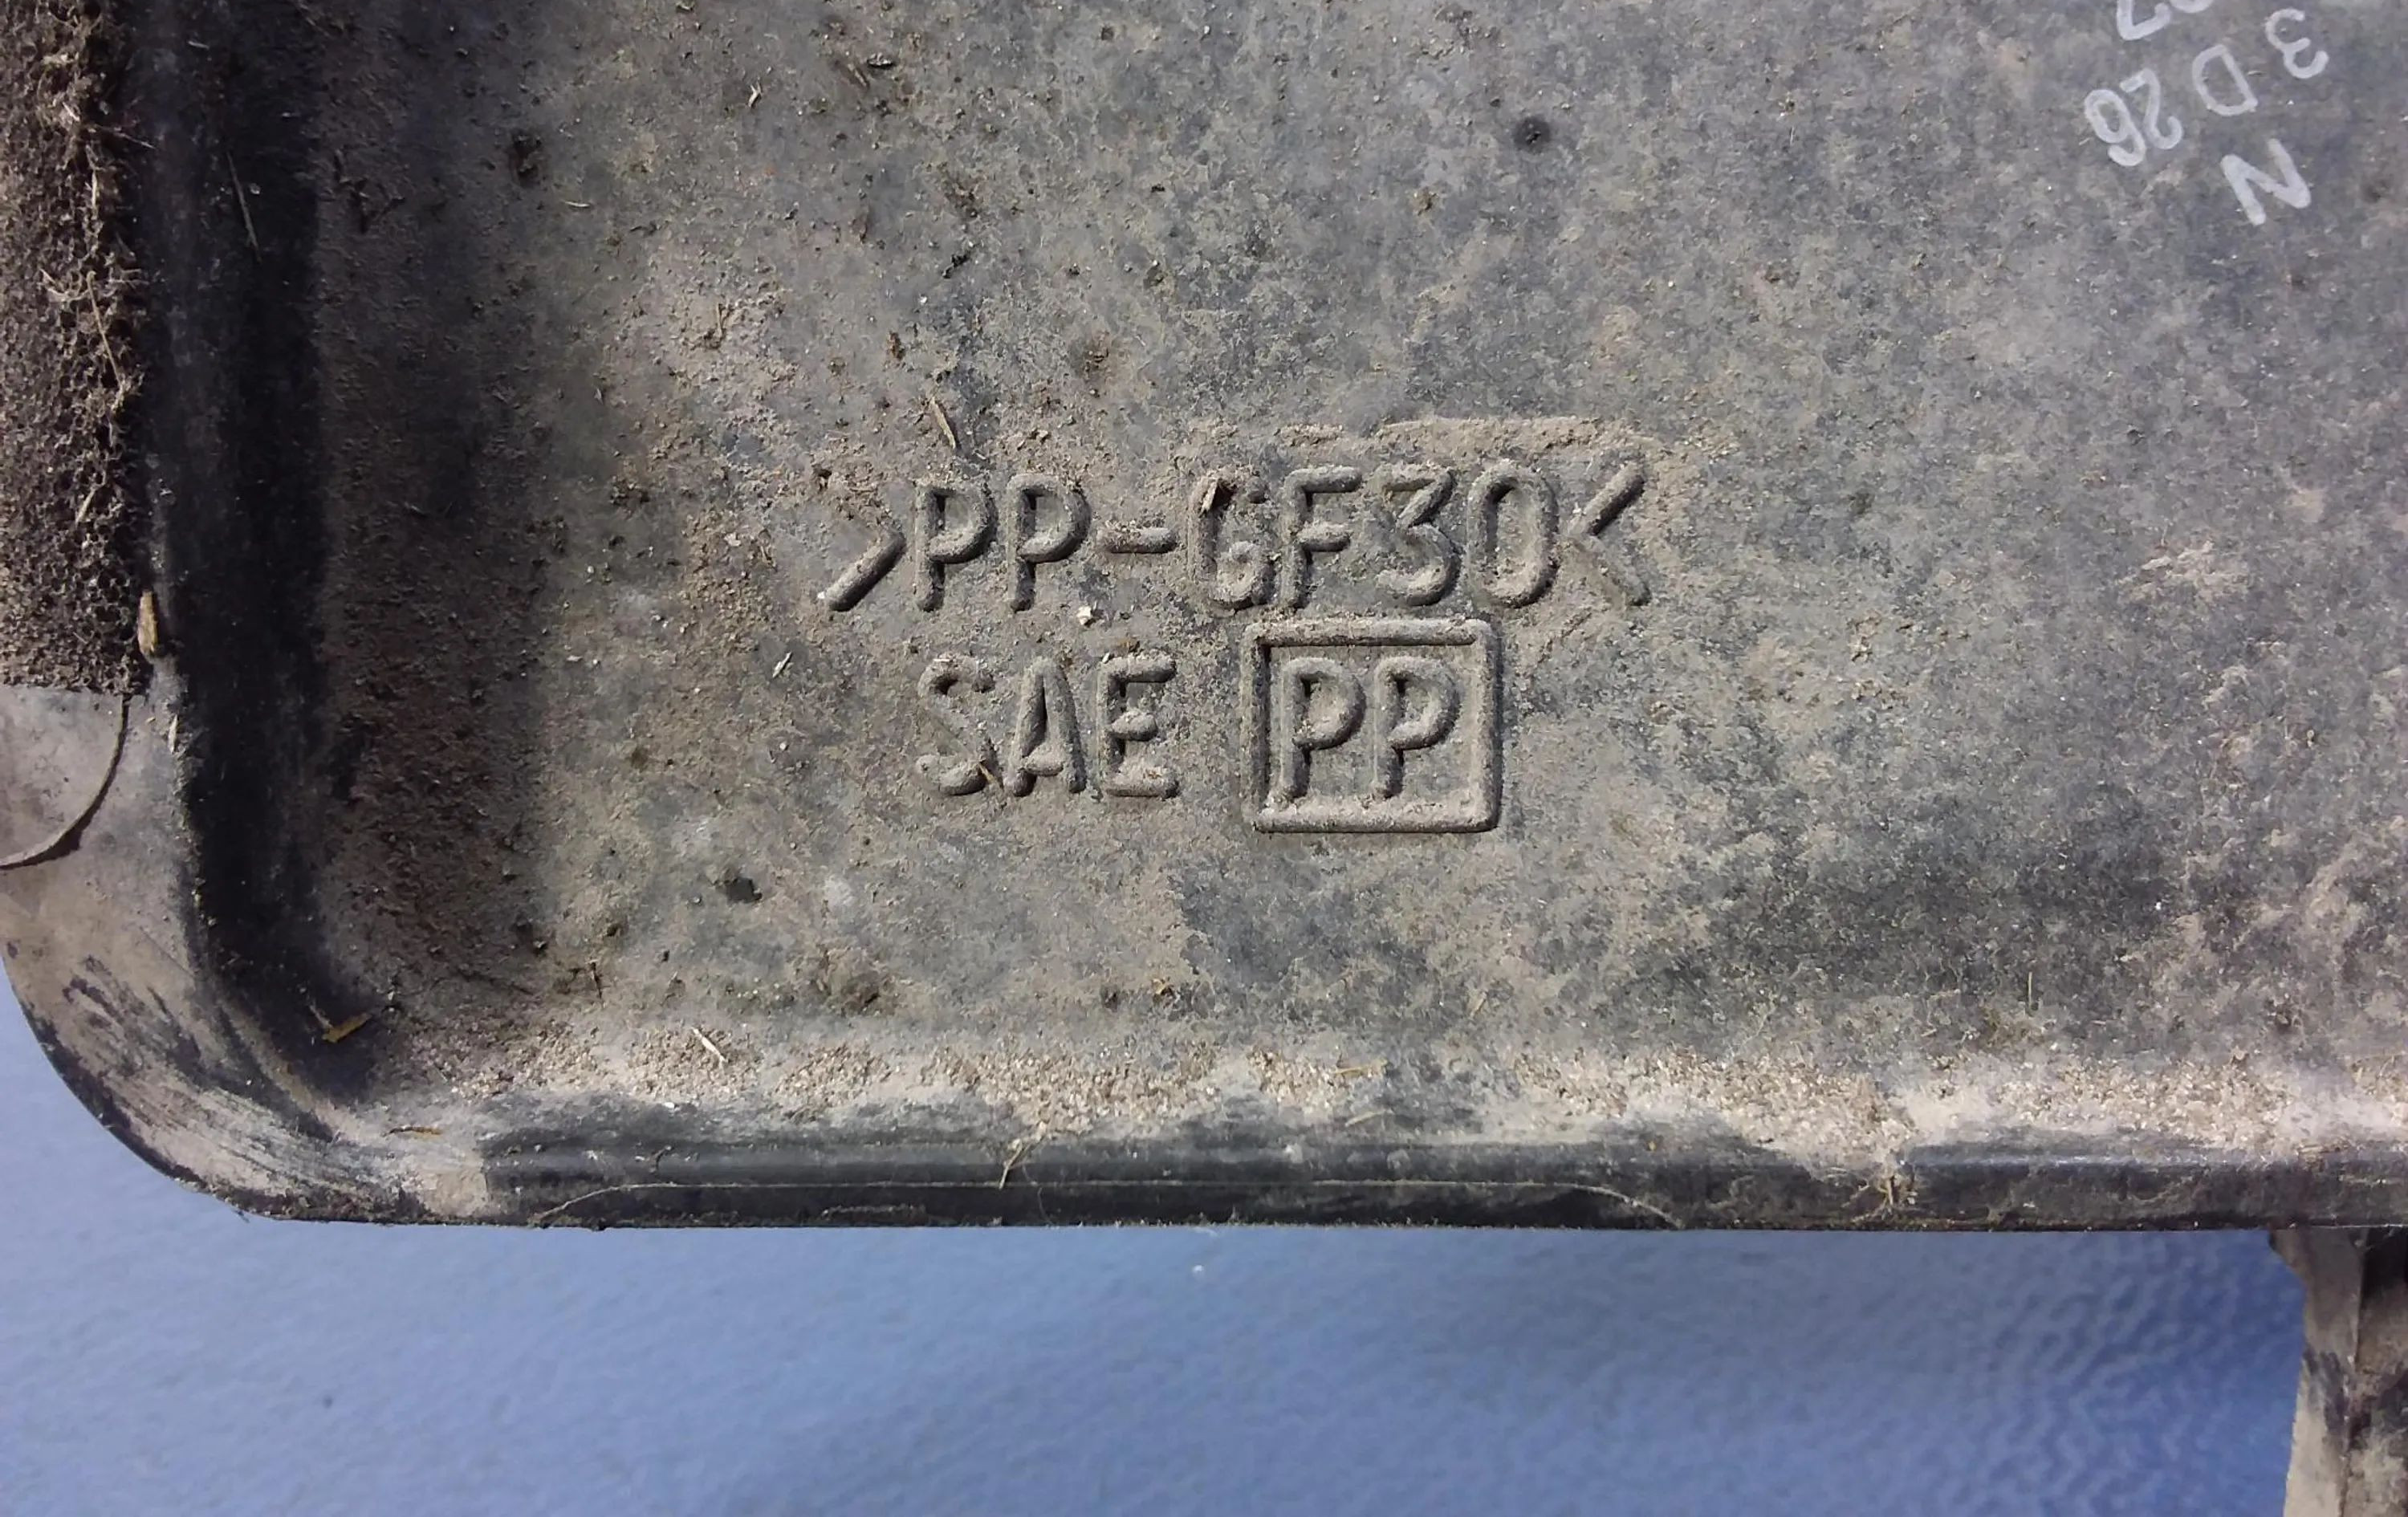 >PP-GF30<
SAE PP
N
3 D 26